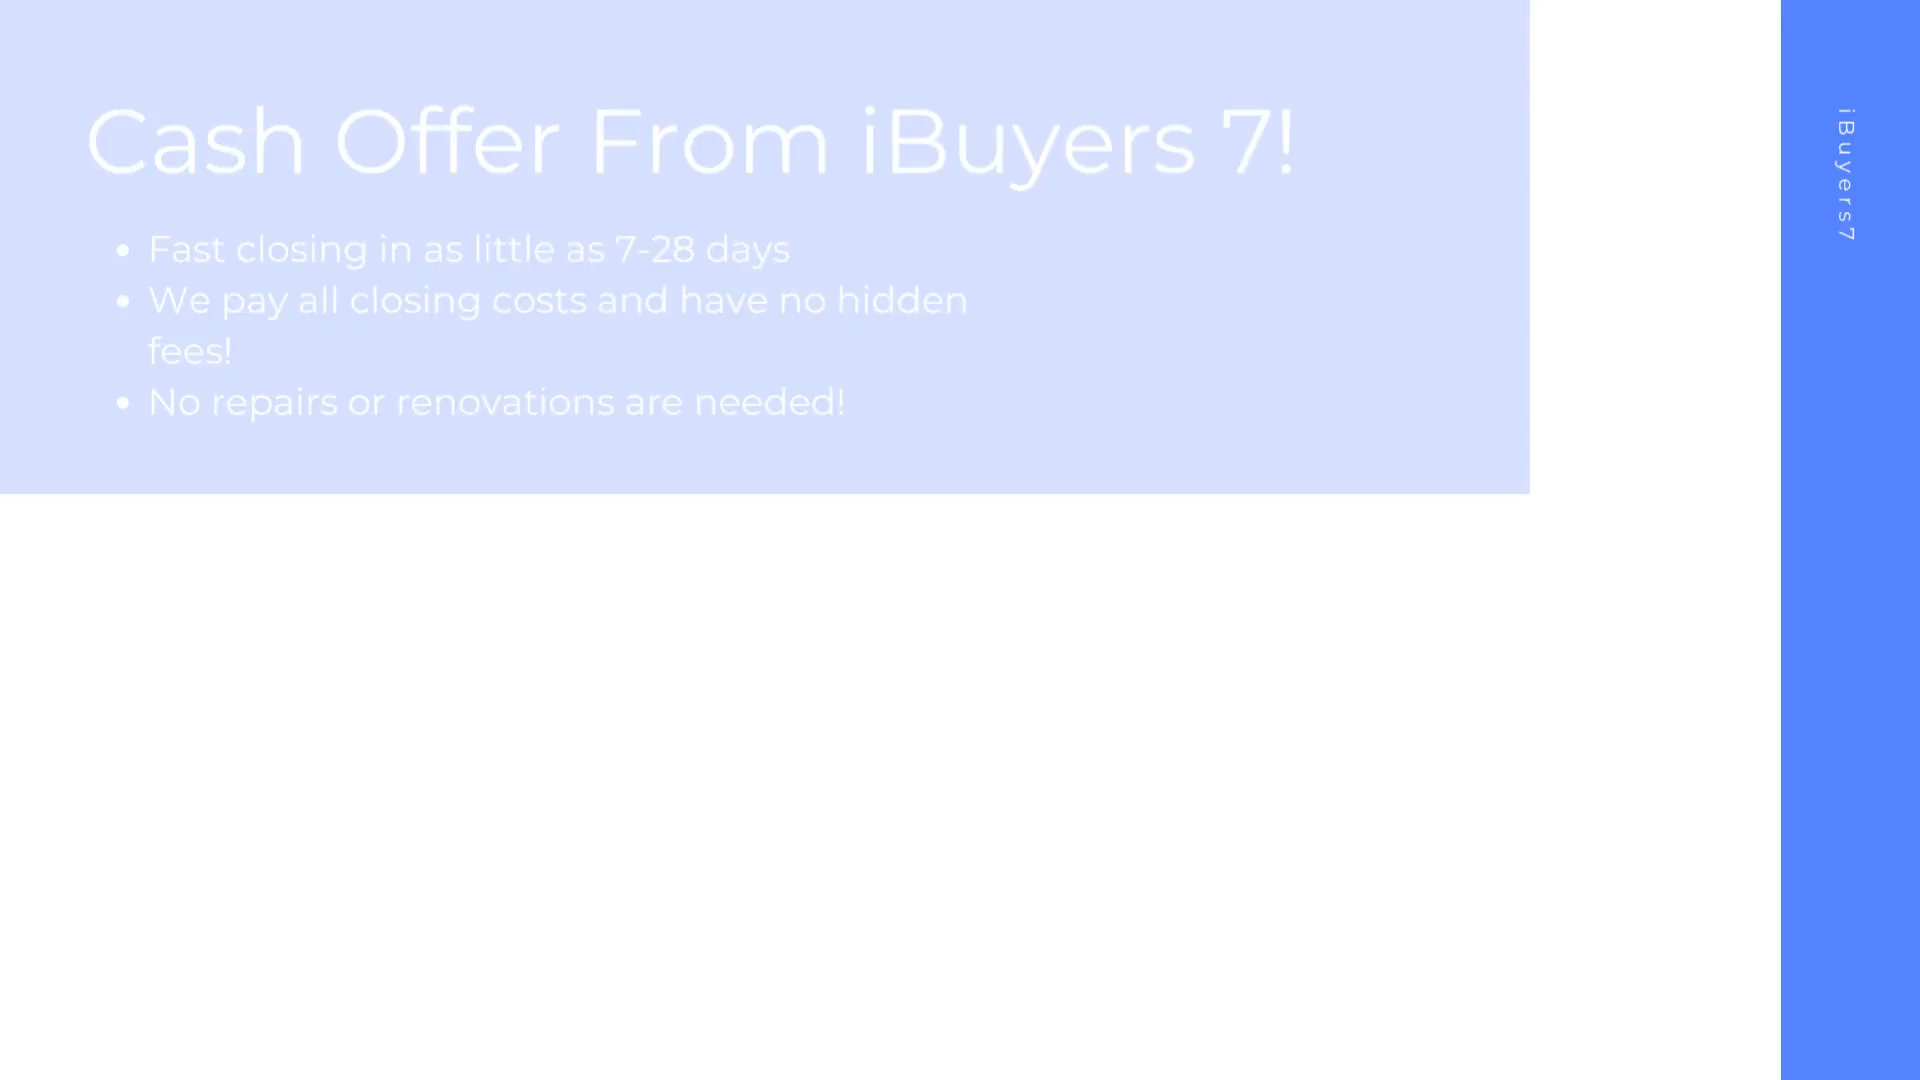 Cash Offer From iBuyers 7!
• Fast closing in as little as 7-28 days
• We pay all closing costs and have no hidden
fees!
• No repairs or renovations are needed!
iBuyers7